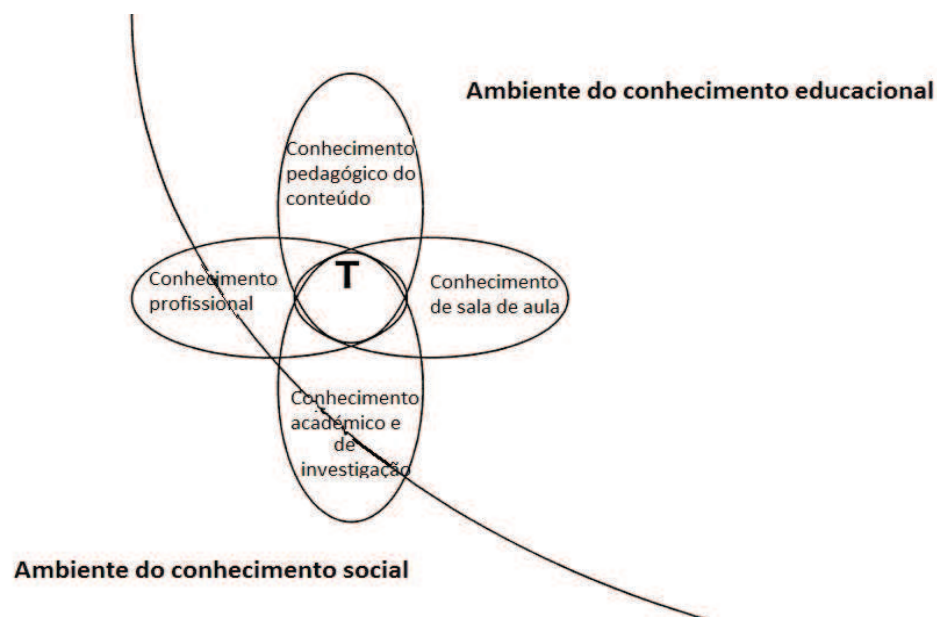 Ambiente do conhecimento educacional
Conhecimento
pedagógico do
conteúdo
T
Conhecimento
profissional
Conhecimento
de sala de aula
Conhecimento
académico e
de
investigação
Ambiente do conhecimento social